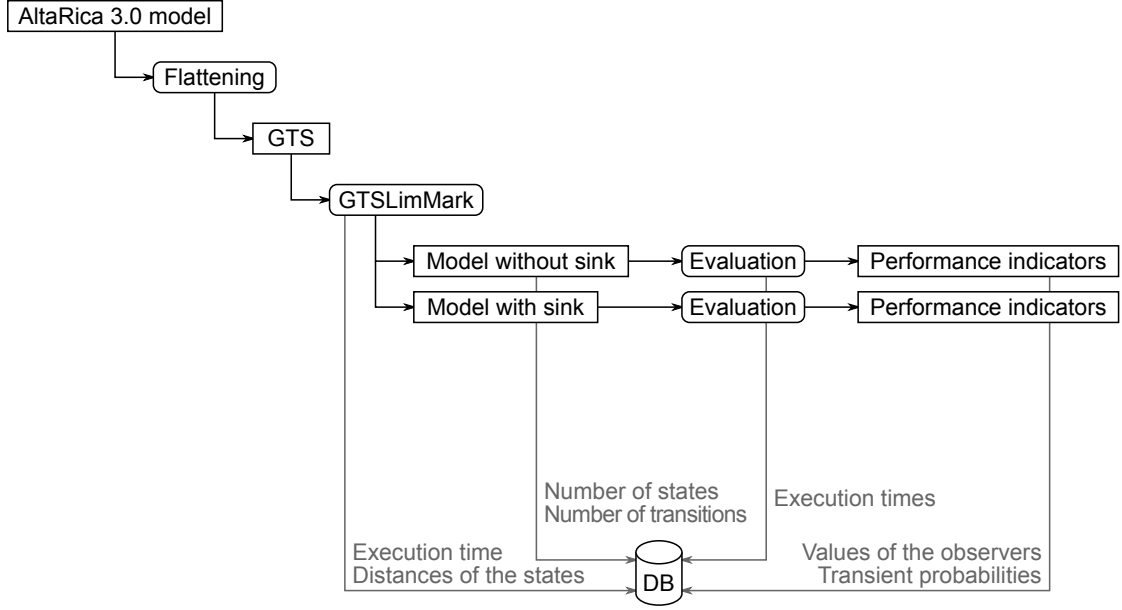 AltaRica 3.0 model
Flattening
GTS
GTSLimMark
Model without sink
Evaluation
Performance indicators
Model with sink
Evaluation
Performance indicators
Number of states
Number of transitions
Execution times
Execution time
Distances of the states
DB
Values of the observers
Transient probabilities